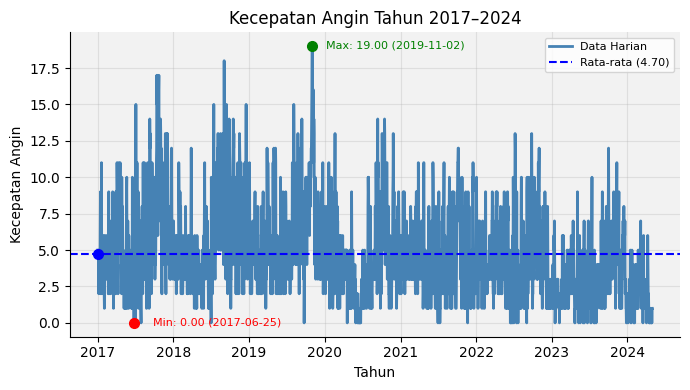 Kecepatan Angin Tahun 2017–2024
Max: 19.00 (2019-11-02)
Data Harian
Rata-rata (4.70)
Kecepatan Angin
17.5
15.0
12.5
10.0
7.5
5.0
2.5
0.0
Min: 0.00 (2017-06-25)
2017 2018 2019 2020 2021 2022 2023 2024
Tahun